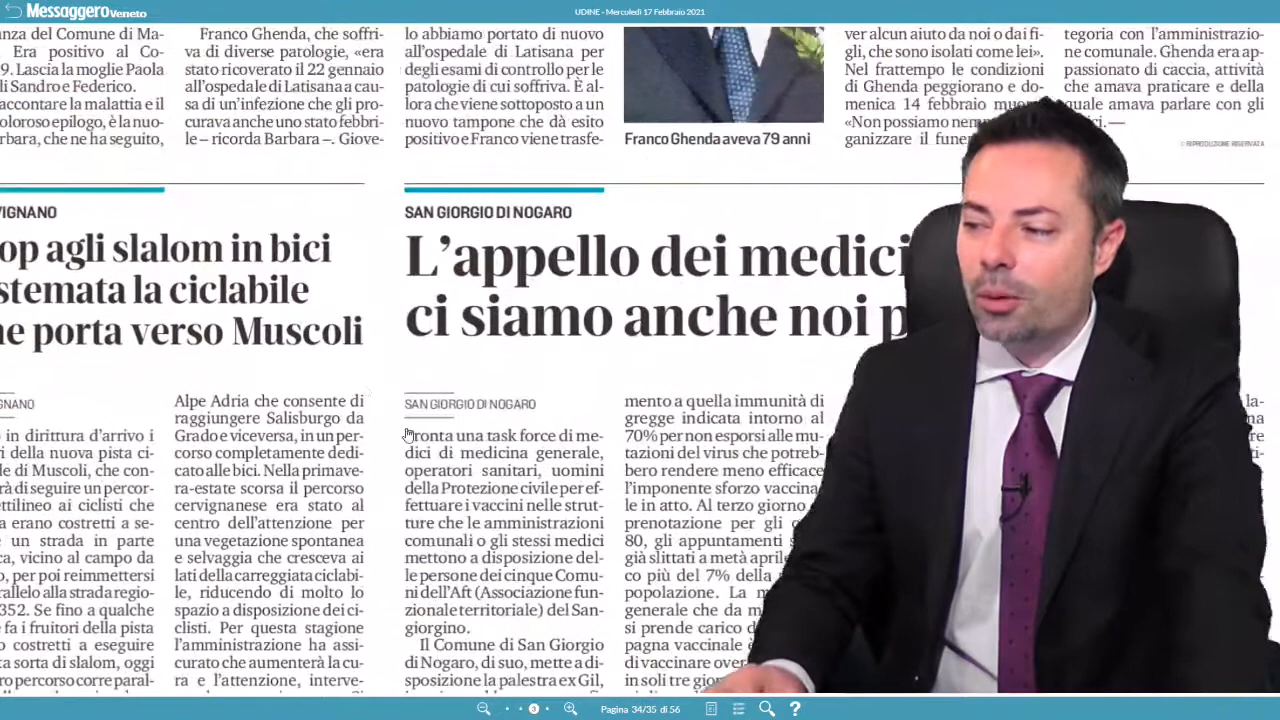 Messaggero Veneto
UDINE - Mercoledì 17 Febbraio 2021
nza del Comune di Ma-
Era positivo al Co-
9. Lascia la moglie Paola
li Sandro e Federico.
accontare la malattia e il
oloroso epilogo, è la nuo-
rbara, che ne ha seguito,
Franco Ghenda, che soffri-
va di diverse patologie, «era
stato ricoverato il 22 gennaio
all'ospedale di Latisana a cau-
sa di un'infezione che gli pro-
curava anche uno stato febbri-
le – ricorda Barbara –. Giove-
lo abbiamo portato di nuovo
all'ospedale di Latisana per
degli esami di controllo per le
patologie di cui soffriva. È al-
lora che viene sottoposto a un
nuovo tampone che dà esito
positivo e Franco viene trasfe-
Franco Ghenda aveva 79 anni
ver alcun aiuto da noi o dai fi-
gli, che sono isolati come lei».
Nel frattempo le condizioni
di Ghenda peggiorano e do-
menica 14 febbraio muor
«Non possiamo nem
ganizzare il fune
tegoria con l'amministrazio-
ne comunale. Ghenda era ap-
passionato di caccia, attività
che amava praticare e della
quale amava parlare con gli
ici. —
© RIPRODUZIONE RISERVATA
VIGNANO
op agli slalom in bici
stemata la ciclabile
ne porta verso Muscoli
GNANO
in dirittura d'arrivo i
ri della nuova pista ci-
le di Muscoli, che con-
rà di seguire un percor-
ettilineo ai ciclisti che
a erano costretti a se-
e un strada in parte
ca, vicino al campo da
o, per poi reimmettersi
rallelo alla strada regio-
352. Se fino a qualche
fa i fruitori della pista
o costretti a eseguire
ta sorta di slalom, oggi
ro percorso corre paral-
Alpe Adria che consente di
raggiungere Salisburgo da
Grado e viceversa, in un per-
corso completamente dedi-
cato alle bici. Nella primave-
ra-estate scorsa il percorso
cervignanese era stato al
centro dell'attenzione per
una vegetazione spontanea
e selvaggia che cresceva ai
lati della carreggiata ciclabi-
le, riducendo di molto lo
spazio a disposizione dei ci-
clisti. Per questa stagione
l'amministrazione ha assi-
curato che aumenterà la cu-
ra e l'attenzione, interve-
SAN GIORGIO DI NOGARO
L'appello dei medici
ci siamo anche noi p
SAN GIORGIO DI NOGARO
Pronta una task force di me-
dici di medicina generale,
operatori sanitari, uomini
della Protezione civile per ef-
fettuare i vaccini nelle strut-
ture che le amministrazioni
comunali o gli stessi medici
mettono a disposizione del-
le persone dei cinque Comu-
ni dell'Aft (Associazione fun-
zionale territoriale) del San-
giorgino.
Il Comune di San Giorgio
di Nogaro, di suo, mette a di-
sposizione la palestra ex Gil,
mento a quella immunità di
gregge indicata intorno al
70% per non esporsi alle mu-
tazioni del virus che potreb-
bero rendere meno efficace
l'imponente sforzo vaccina-
le in atto. Al terzo giorno
prenotazione per gli
80, gli appuntamenti s
già slittati a metà aprile
co più del 7% della
popolazione. La m
generale che da m
si prende carico d
pagna vaccinale è
di vaccinare over
in soli tre gior
la-
Pagina 34/35 di 56